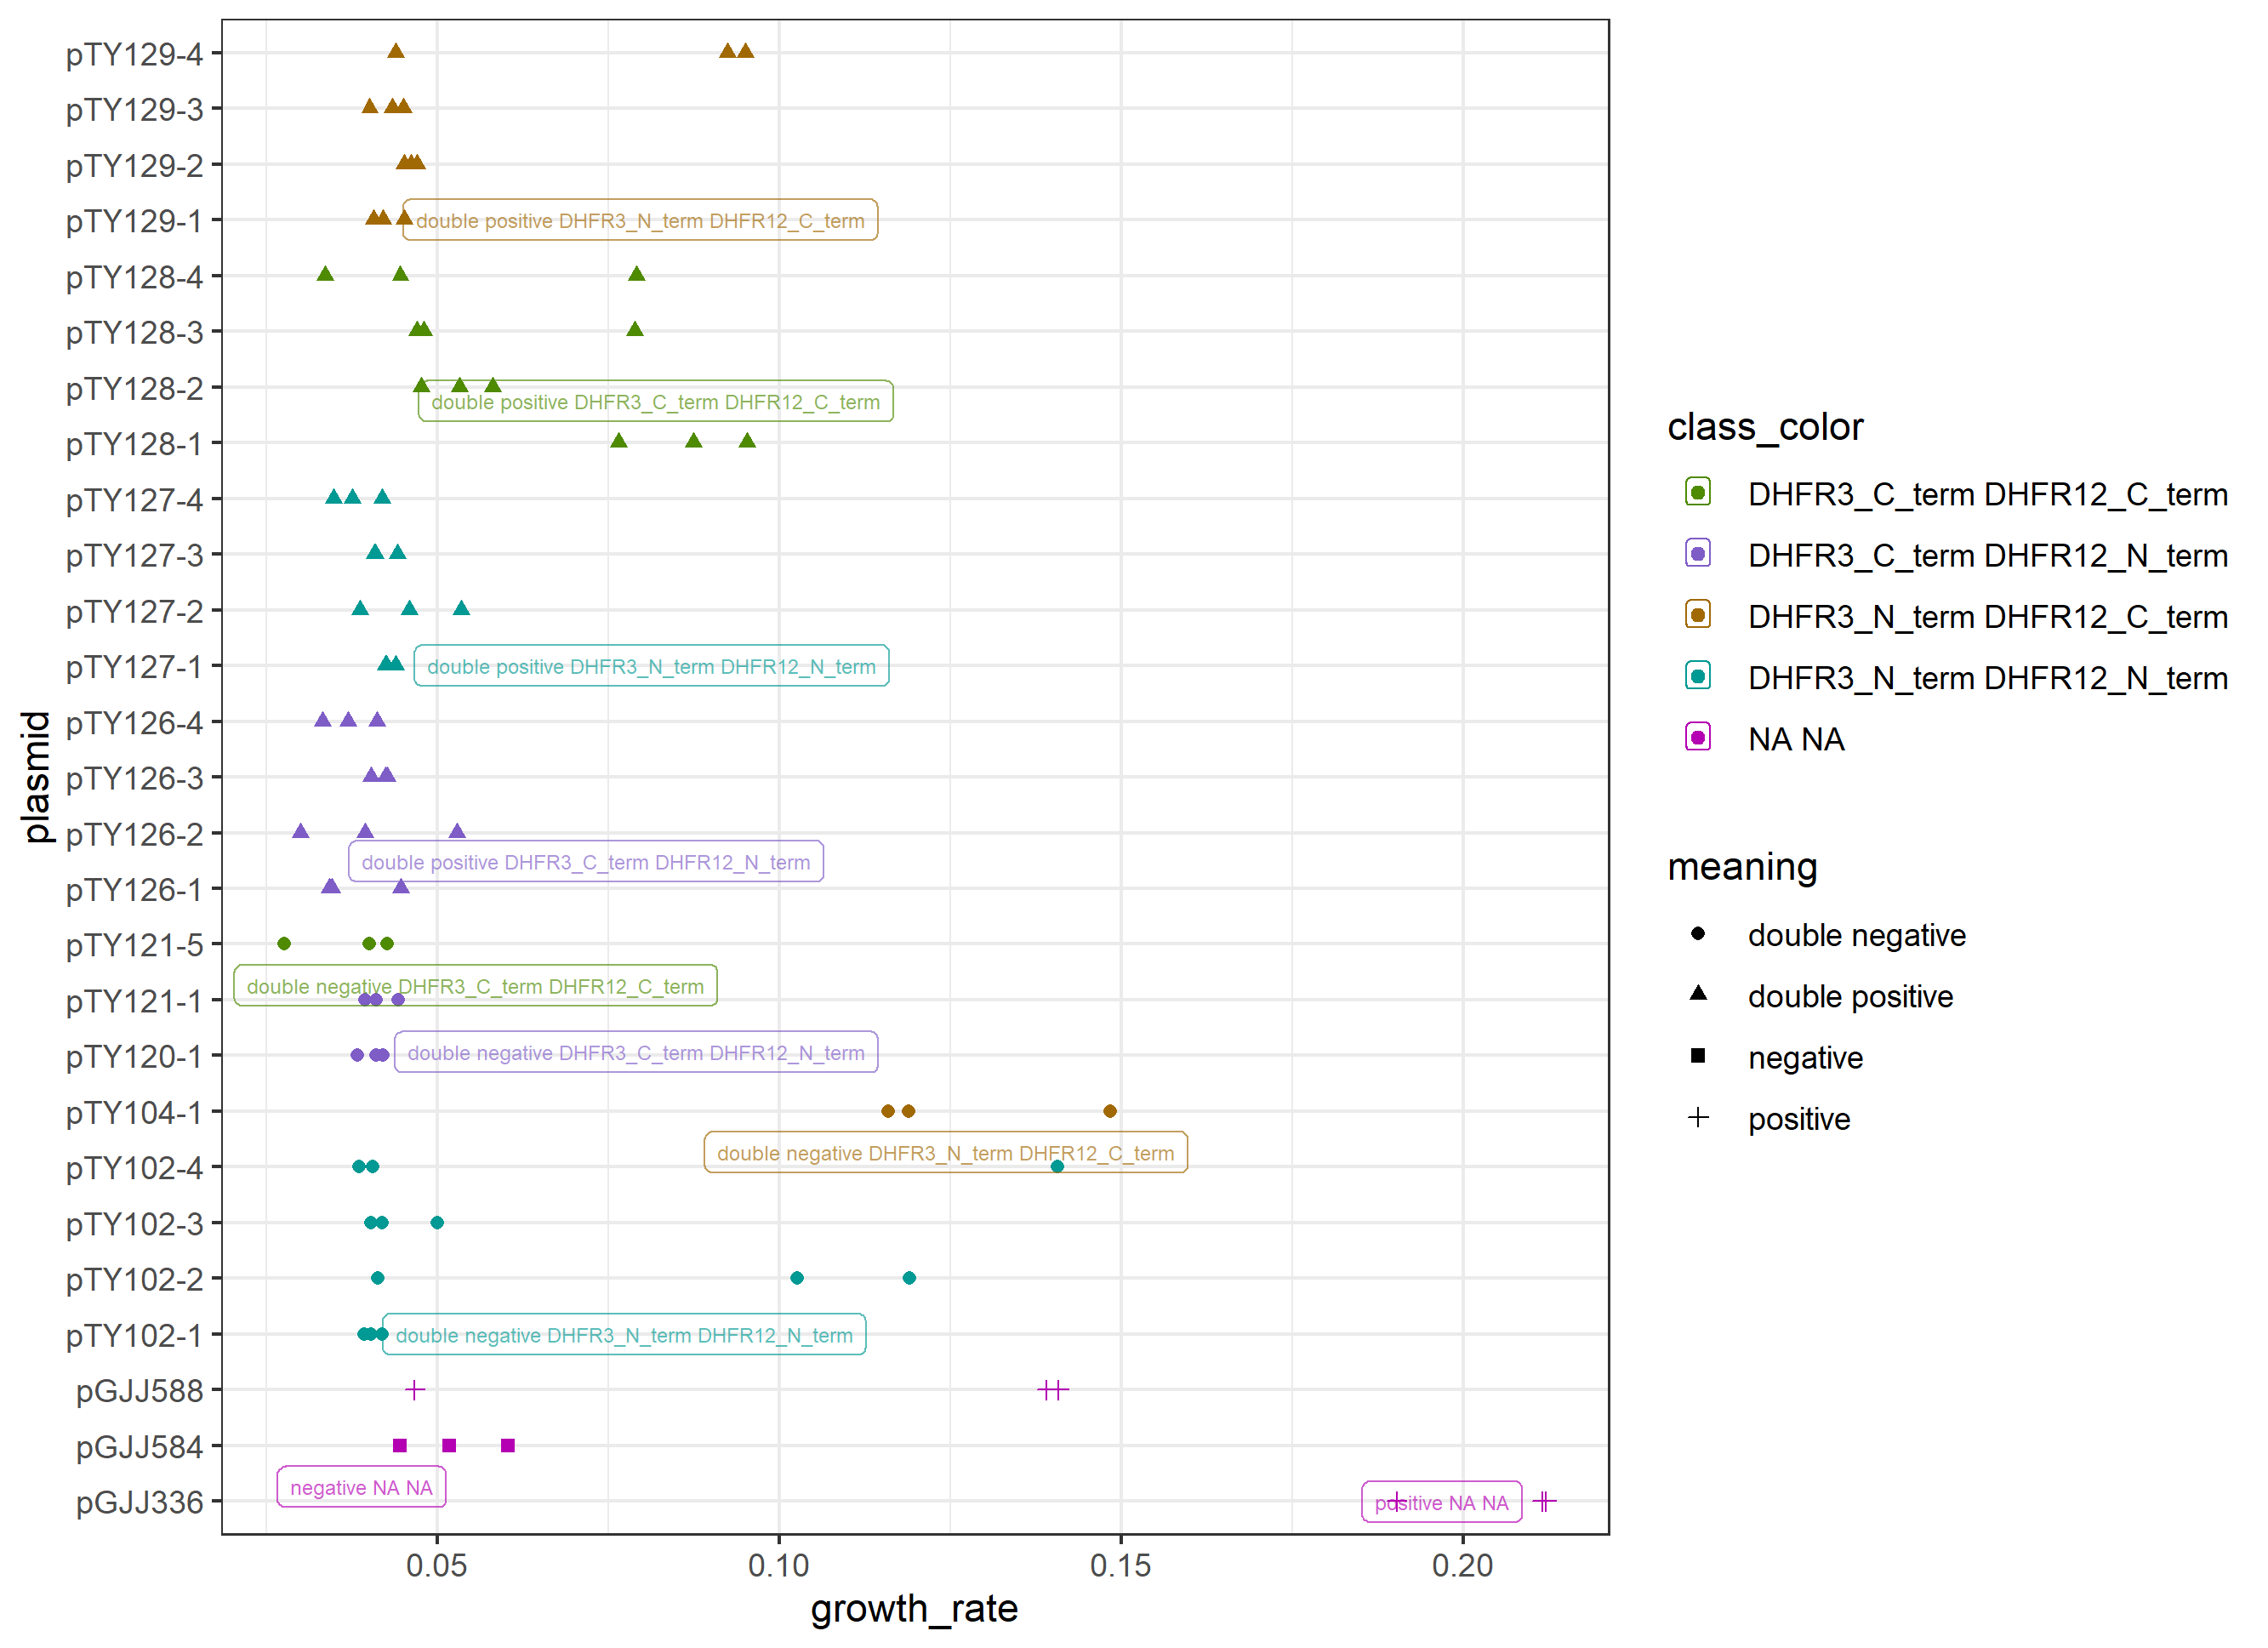 pTY129-4
pTY129-3
pTY129-2
pTY129-1
double positive DHFR3_N_term DHFR12_C_term
pTY128-4
pTY128-3
pTY128-2
double positive DHFR3_C_term DHFR12_C_term
pTY128-1
pTY127-4
pTY127-3
pTY127-2
pTY127-1
double positive DHFR3_N_term DHFR12_N_term
pTY126-4
pTY126-3
pTY126-2
double positive DHFR3_C_term DHFR12_N_term
pTY126-1
pTY121-5
double negative DHFR3_C_term DHFR12_C_term
pTY121-1
pTY120-1
double negative DHFR3_C_term DHFR12_N_term
pTY104-1
double negative DHFR3_N_term DHFR12_C_term
pTY102-4
pTY102-3
pTY102-2
pTY102-1
double negative DHFR3_N_term DHFR12_N_term
pGJJ588
pGJJ584
negative NA NA
pGJJ336
positive NA NA
plasmid
0.05
0.10
0.15
0.20
growth_rate
class_color
DHFR3_C_term DHFR12_C_term
DHFR3_C_term DHFR12_N_term
DHFR3_N_term DHFR12_C_term
DHFR3_N_term DHFR12_N_term
NA NA
meaning
double negative
double positive
negative
positive